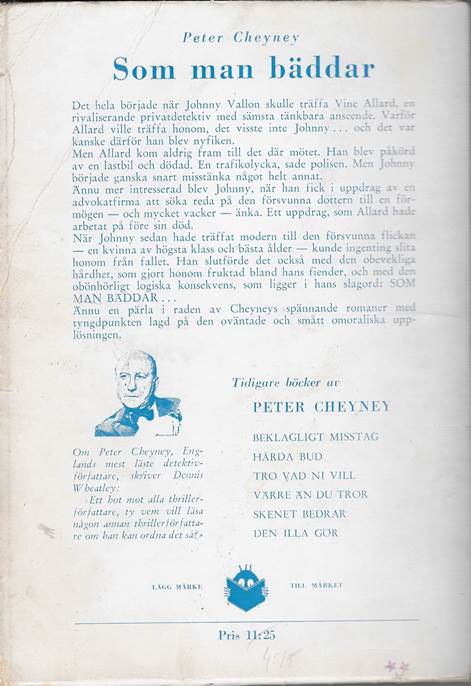 Peter Cheyney
Som man bäddar
Det hela började när Johnny Vallon skulle träffa Vine Allard, en
rivaliserande privatdetektiv med sämsta tänkbara anseende. Varför
Allard ville träffa honom, det visste inte Johnny... och det var
kanske därför han blev nyfiken.
Men Allard kom aldrig fram till det där mötet. Han blev påkörd
av en lastbil och dödad. En trafikolycka, sade polisen. Men Johnny
började ganska snart misstänka något helt annat.
Ännu mer intresserad blev Johnny, när han fick i uppdrag av en
advokatfirma att söka reda på den försvunna dottern till en för-
mögen — och mycket vacker — änka. Ett uppdrag, som Allard hade
arbetat på före sin död.
När Johnny sedan hade träffat modern till den försvunna flickan
— en kvinna av högsta klass och bästa ålder — kunde ingenting slita
honom från fallet. Han slutförde det också med den obevekliga
hårdhet, som gjort honom fruktad bland hans fiender, och med den
obönhörligt logiska konsekvens, som ligger i hans slagord: SOM
MAN BÄDDAR...
Ännu en pärla i raden av Cheyneys spännande romaner med
tyngdpunkten lagd på den oväntade och smått omoraliska upp-
lösningen.
Om Peter Cheyney, Eng-
lands mest läste detektiv-
författare, skriver Dennis
Wheatley:
Ett hot mot alla thriller-
författare, ty vem vill läsa
någon annan thrillerförfatta-
re om han kan ordna det så?»
Tidigare böcker av
PETER CHEYNEY
BEKLAGLIGT MISSTAG
HÅRDA BUD
TRO VAD NI VILL
VÄRRE ÄN DU TROR
SKENET BEDRAR
DEN ILLA GÖR
LÄGG MÄRKE TILL MÄRKET
Pris 11:25